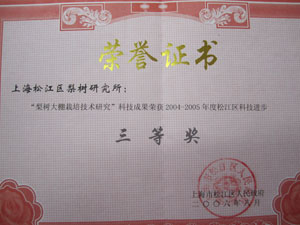 荣誉证书
上海松江区梨树研究所：
“梨树大棚栽培技术研究”科技成果荣获2004-2005年度松江区科技进步
三等奖
上海市松江区人民政府
二〇〇六年八月